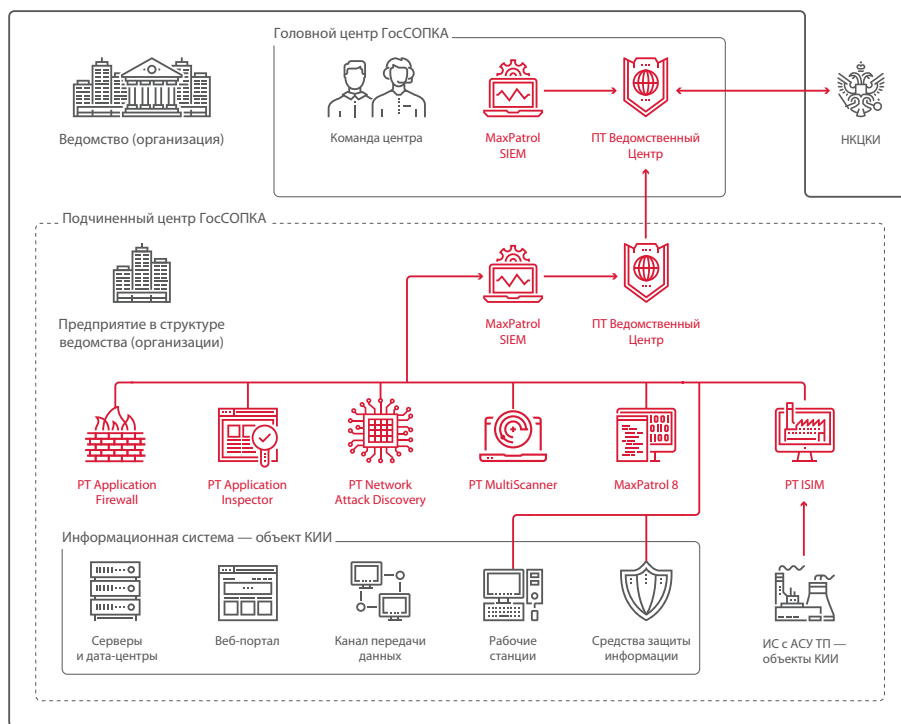 Головной центр ГосСОПКА
Ведомство (организация)
Команда центра
MaxPatrol
SIEM
ПТ Ведомственный
Центр
НКЦКИ
Подчиненный центр ГосСОПКА
Предприятие в структуре
ведомства (организации)
MaxPatrol
SIEM
ПТ Ведомственный
Центр
PT Application
Firewall
PT Application
Inspector
PT Network
Attack Discovery
PT MultiScanner
MaxPatrol 8
PT ISIM
Информационная система — объект КИИ
Серверы
и дата-центры
Веб-портал
Канал передачи
данных
Рабочие
станции
Средства защиты
информации
ИС с АСУ ТП —
объекты КИИ